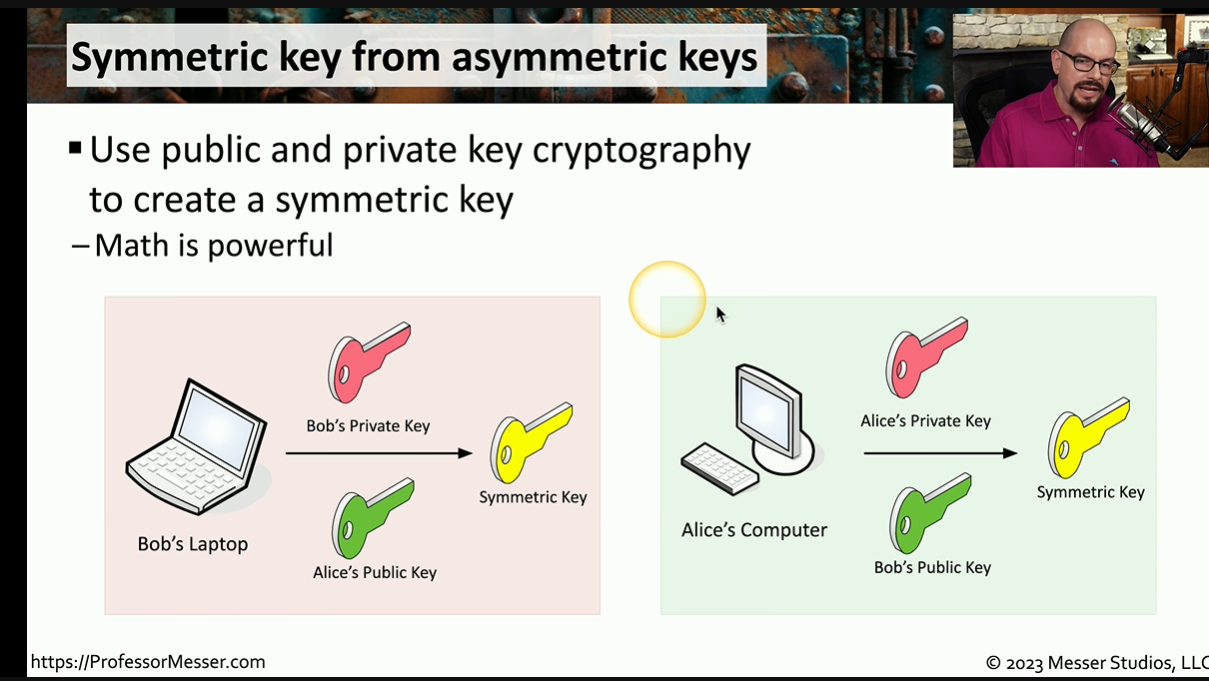 Symmetric key from asymmetric keys
▪ Use public and private key cryptography
to create a symmetric key
– Math is powerful
Bob's Private Key
Symmetric Key
Bob's Laptop
Alice's Public Key
Alice's Private Key
Symmetric Key
Alice's Computer
Bob's Public Key
https://ProfessorMesser.com
© 2023 Messer Studios, LLC